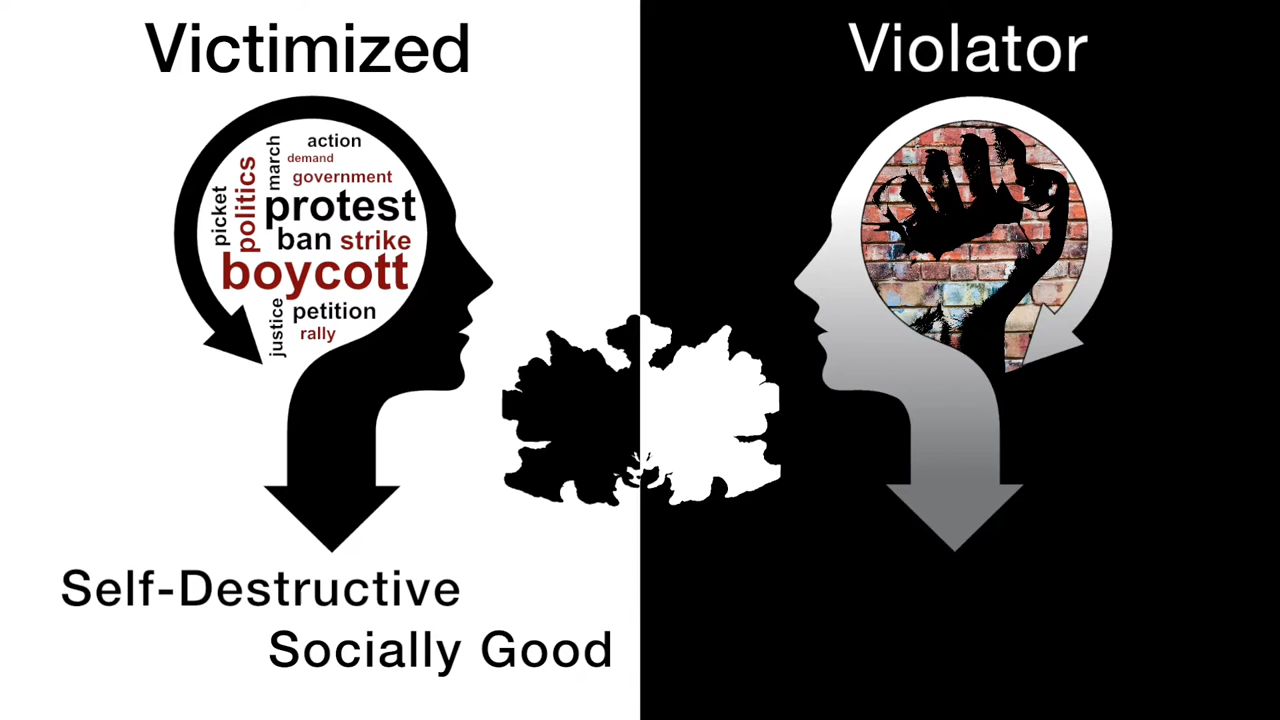 Victimized
Violator
action
demand
march
government
picket
politics
protest
ban strike
boycott
justice
petition
rally
Self-Destructive
Socially Good